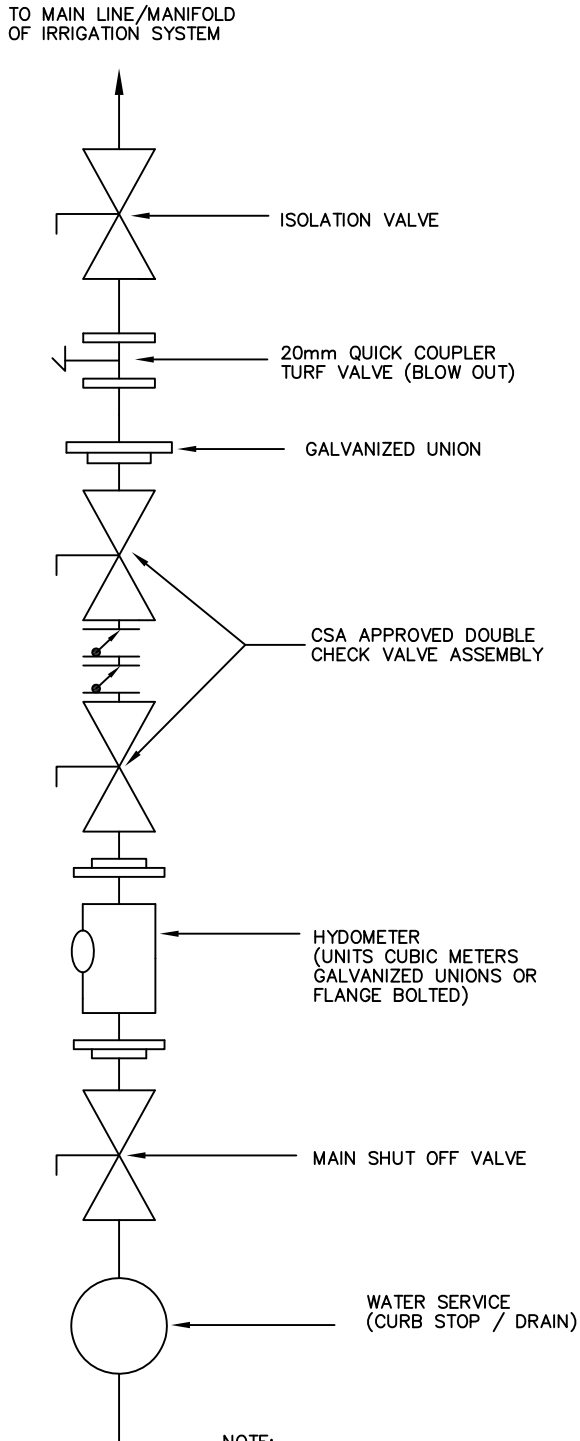 TO MAIN LINE/MANIFOLD
OF IRRIGATION SYSTEM
ISOLATION VALVE
20mm QUICK COUPLER
TURF VALVE (BLOW OUT)
GALVANIZED UNION
CSA APPROVED DOUBLE
CHECK VALVE ASSEMBLY
HYDOMETER
(UNITS CUBIC METERS
GALVANIZED UNIONS OR
FLANGE BOLTED)
MAIN SHUT OFF VALVE
WATER SERVICE
(CURB STOP / DRAIN)
NOTE: